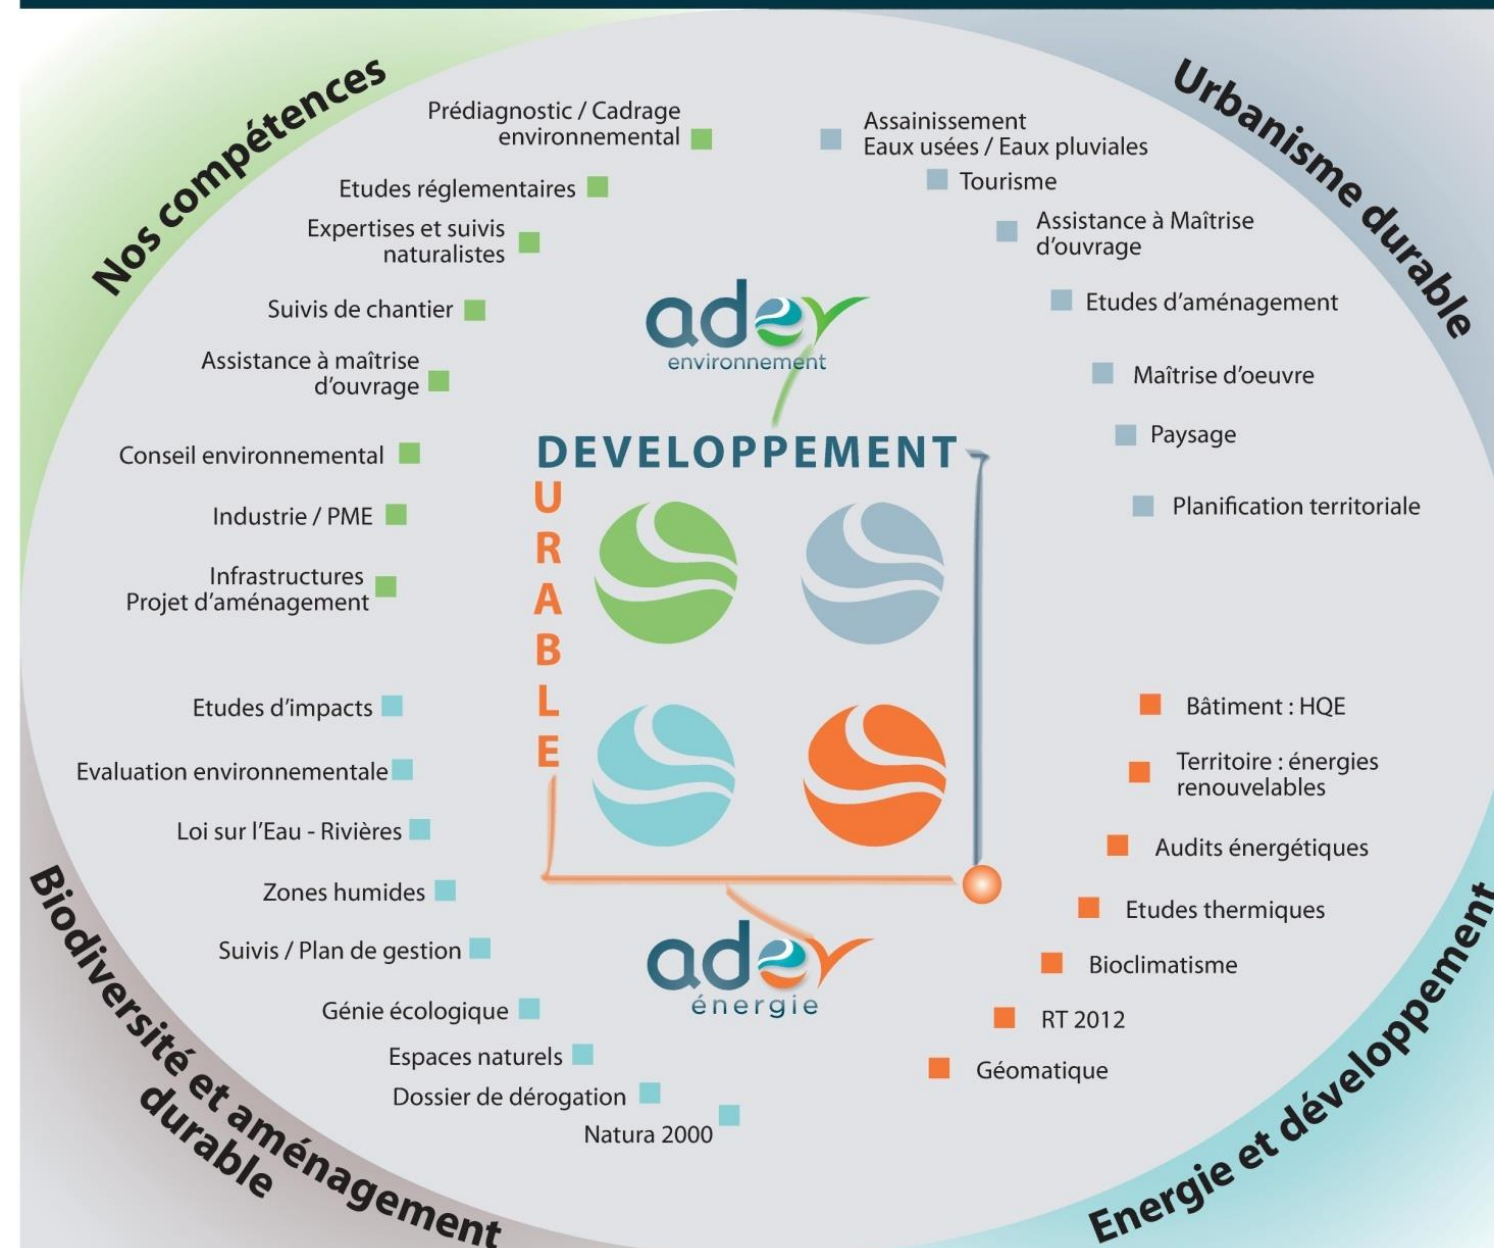 Nos compétences
Prédiagnostic / Cadrage
environnemental
Etudes réglementaires
Expertises et suivis
naturalistes
Suivis de chantier
Assistance à maîtrise
d'ouvrage
Conseil environnemental
Industrie / PME
Infrastructures
Projet d'aménagement
Urbanisme durable
Assainissement
Eaux usées / Eaux pluviales
Tourisme
Assistance à Maîtrise
d'ouvrage
Etudes d'aménagement
Maîtrise d'oeuvre
Paysage
Planification territoriale
adev
environnement
DEVELOPPEMENT
URABLE
Etudes d'impacts
Evaluation environnementale
Loi sur l'Eau - Rivières
Zones humides
Suivis / Plan de gestion
Génie écologique
Espaces naturels
Dossier de dérogation
Natura 2000
Biodiversité et aménagement
durable
adev
énergie
Bâtiment : HQE
Territoire : énergies
renouvelables
Audits énergétiques
Etudes thermiques
Bioclimatisme
RT 2012
Géomatique
Energie et développement